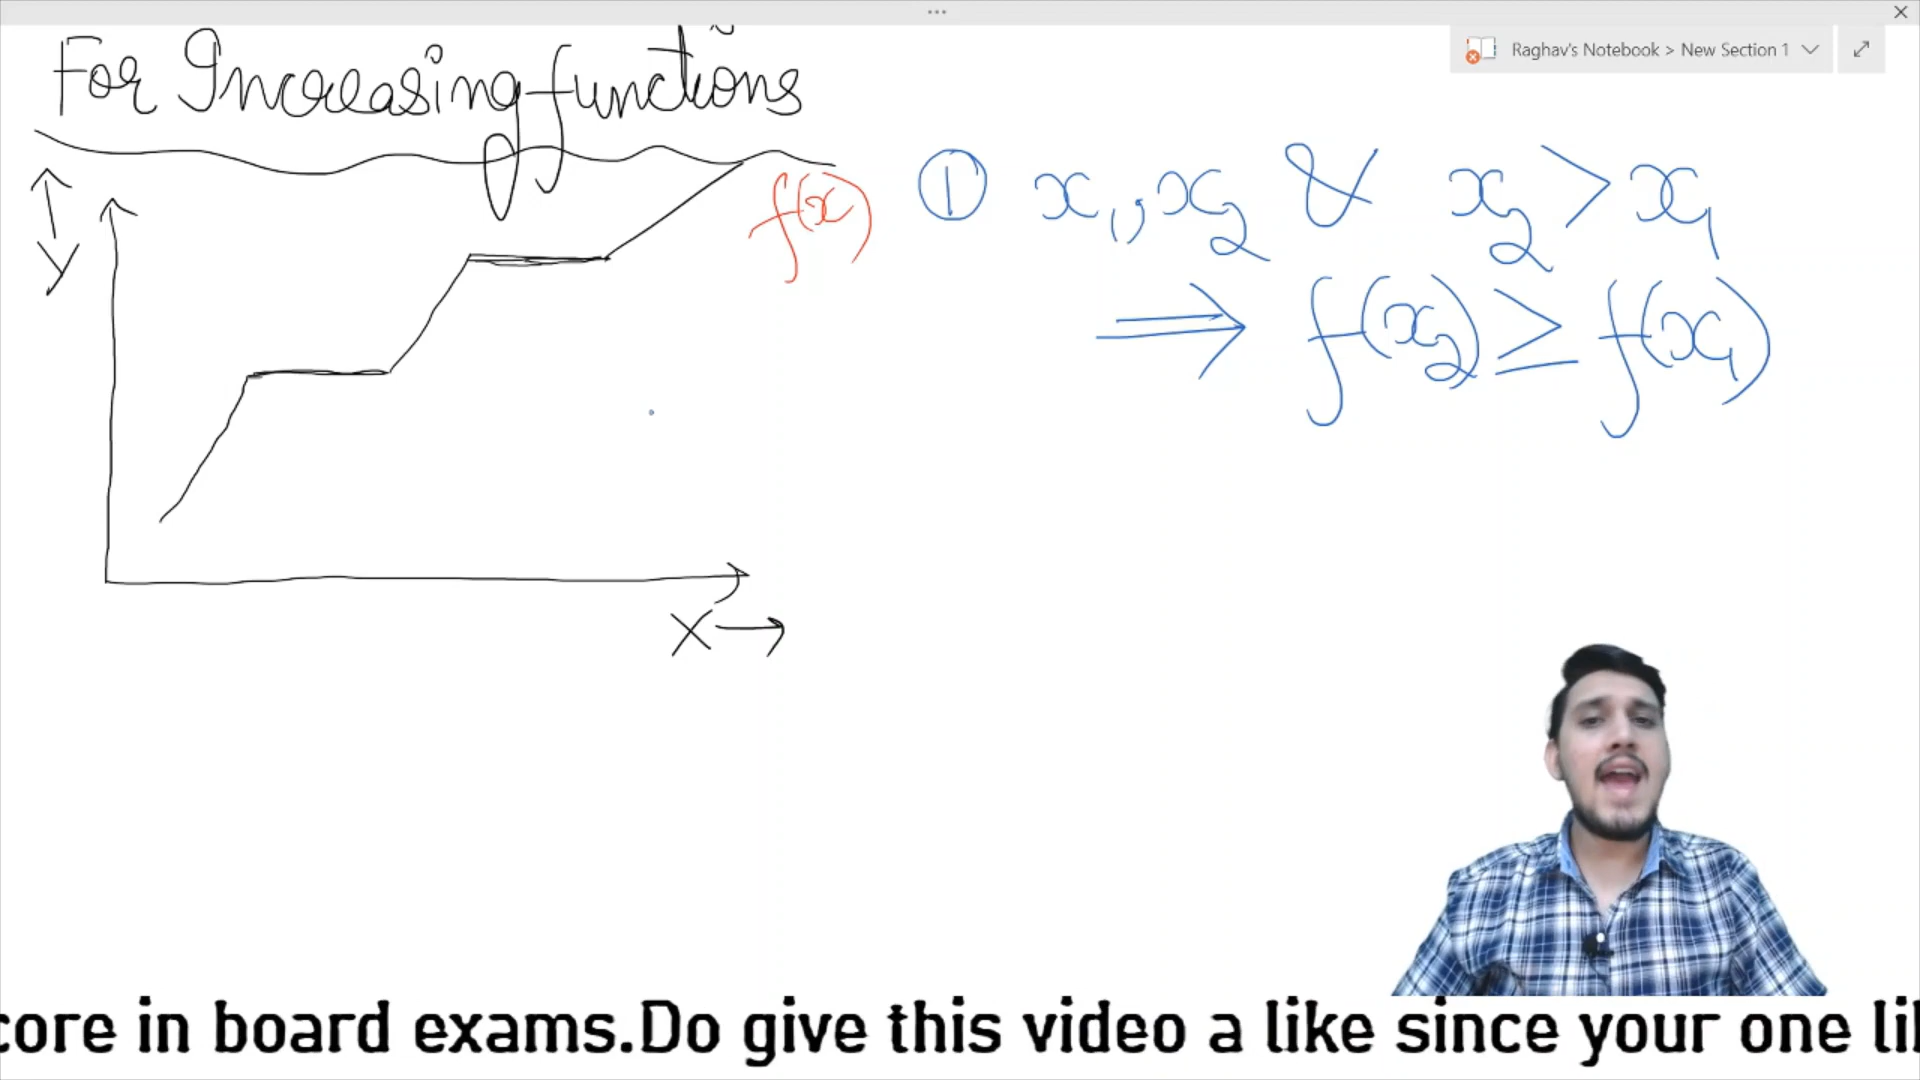 ...
Raghav's Notebook > New Section 1
For Increasing functions
y
f(x)
① x₁, x₂ & x₂ > x₁
⟹ f(x₂) ≥ f(x₁)
X →
core in board exams.Do give this video a like since your one li